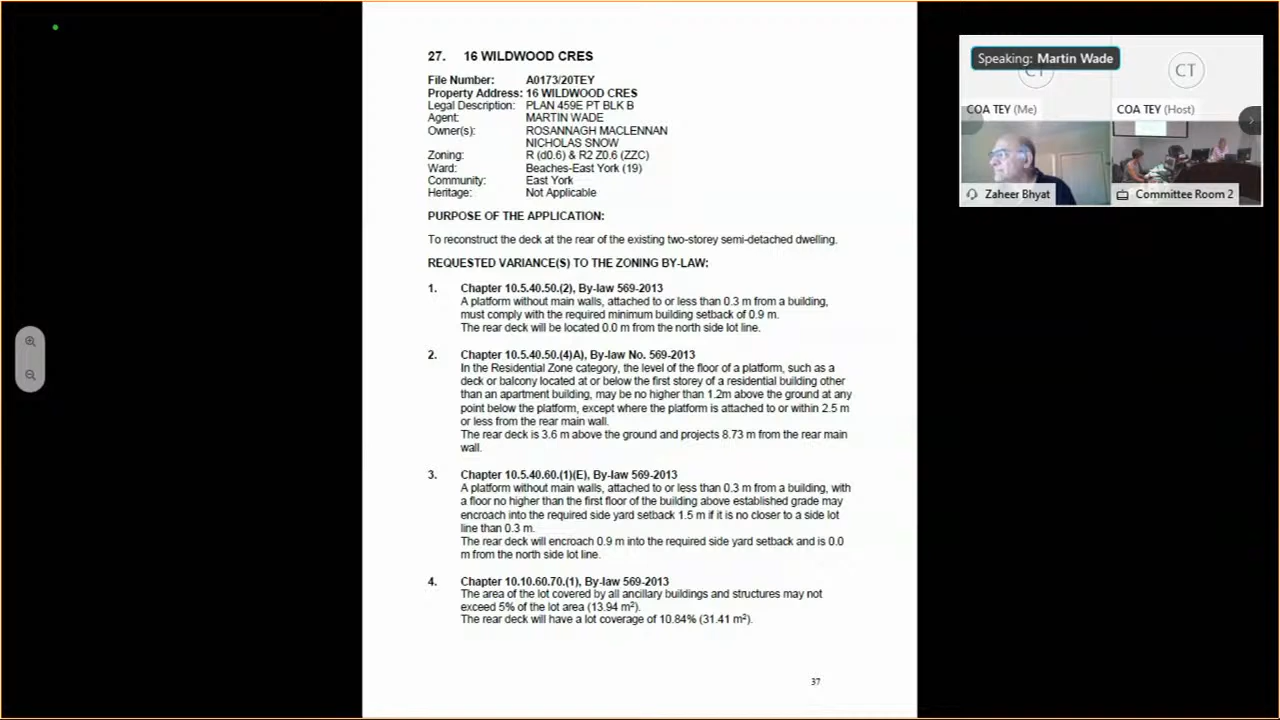 27. 16 WILDWOOD CRES
File Number: A0173/20TEY
Property Address: 16 WILDWOOD CRES
Legal Description: PLAN 459E PT BLK B
Agent: MARTIN WADE
Owner(s): ROSANNAGH MACLENNAN
NICHOLAS SNOW
Zoning: R (d0.6) & R2 Z0.6 (ZZC)
Ward: Beaches-East York (19)
Community: East York
Heritage: Not Applicable
PURPOSE OF THE APPLICATION:
To reconstruct the deck at the rear of the existing two-storey semi-detached dwelling.
REQUESTED VARIANCE(S) TO THE ZONING BY-LAW:
1. Chapter 10.5.40.50.(2), By-law 569-2013
A platform without main walls, attached to or less than 0.3 m from a building,
must comply with the required minimum building setback of 0.9 m.
The rear deck will be located 0.0 m from the north side lot line.
2. Chapter 10.5.40.50.(4)A), By-law No. 569-2013
In the Residential Zone category, the level of the floor of a platform, such as a
deck or balcony located at or below the first storey of a residential building other
than an apartment building, may be no higher than 1.2m above the ground at any
point below the platform, except where the platform is attached to or within 2.5 m
or less from the rear main wall.
The rear deck is 3.6 m above the ground and projects 8.73 m from the rear main
wall.
3. Chapter 10.5.40.60.(1)(E), By-law 569-2013
A platform without main walls, attached to or less than 0.3 m from a building, with
a floor no higher than the first floor of the building above established grade may
encroach into the required side yard setback 1.5 m if it is no closer to a side lot
line than 0.3 m.
The rear deck will encroach 0.9 m into the required side yard setback and is 0.0
m from the north side lot line.
4. Chapter 10.10.60.70.(1), By-law 569-2013
The area of the lot covered by all ancillary buildings and structures may not
exceed 5% of the lot area (13.94 m²).
The rear deck will have a lot coverage of 10.84% (31.41 m²).
37
Speaking: Martin Wade
CT
CT
COA TEY (Me)
COA TEY (Host)
Zaheer Bhyat
Committee Room 2